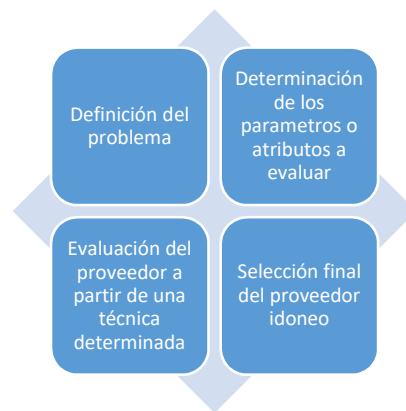 Definición del
problema
Determinación
de los
parametros o
atributos a
evaluar
Evaluación del
proveedor a
partir de una
técnica
determinada
Selección final
del proveedor
idoneo